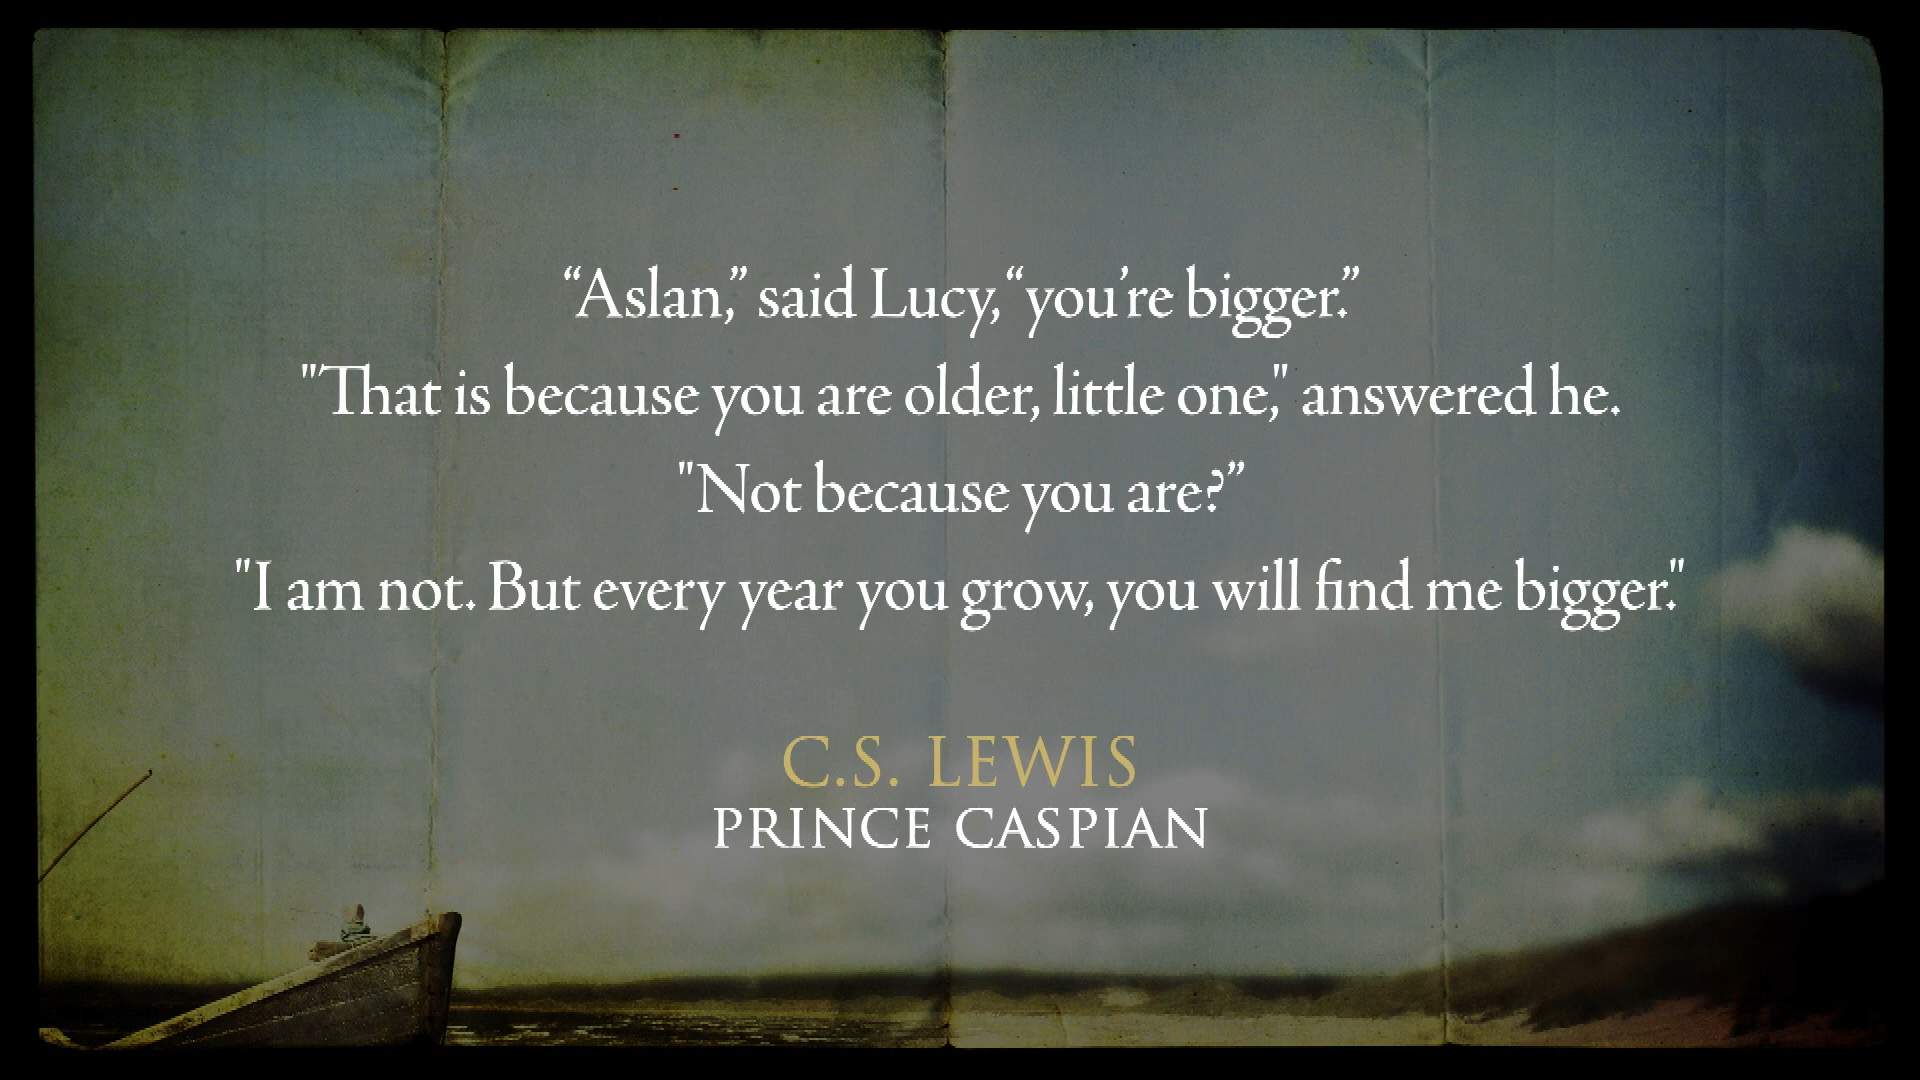 “Aslan,” said Lucy, “you’re bigger.”
"That is because you are older, little one," answered he.
"Not because you are?”
"I am not. But every year you grow, you will find me bigger."
C.S. LEWIS
PRINCE CASPIAN